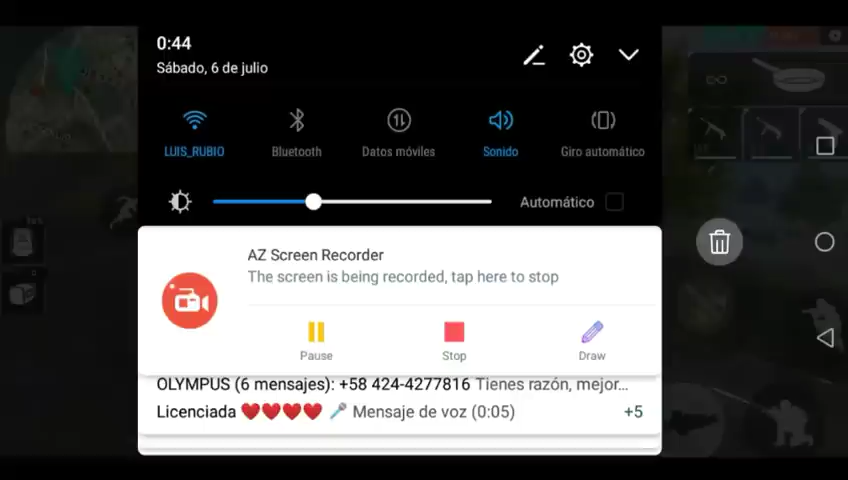 0:44
Sábado, 6 de julio
LUIS_RUBIO
Bluetooth
Datos móviles
Sonido
Giro automático
Automático
AZ Screen Recorder
The screen is being recorded, tap here to stop
Pause
Stop
Draw
OLYMPUS (6 mensajes): +58 424-4277816 Tienes razón, mejor...
Licenciada ❤️❤️❤️❤️ 🎤 Mensaje de voz (0:05)
+5